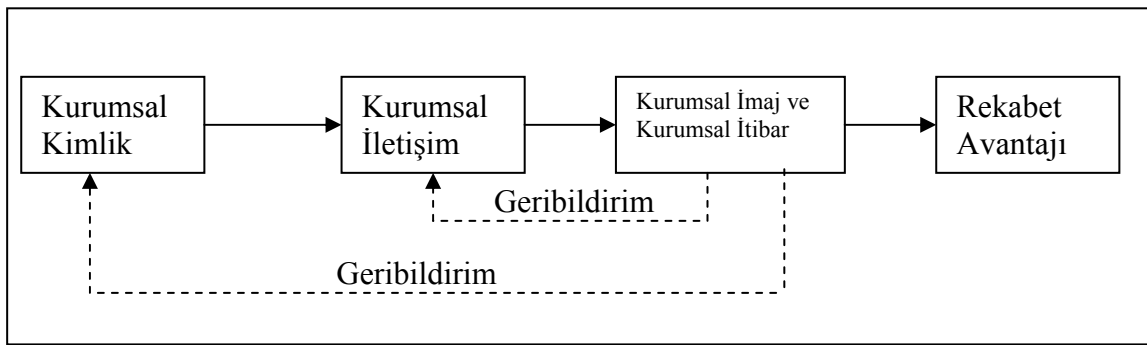 Kurumsal
Kimlik
Kurumsal
İletişim
Kurumsal İmaj ve
Kurumsal İtibar
Rekabet
Avantajı
Geribildirim
Geribildirim